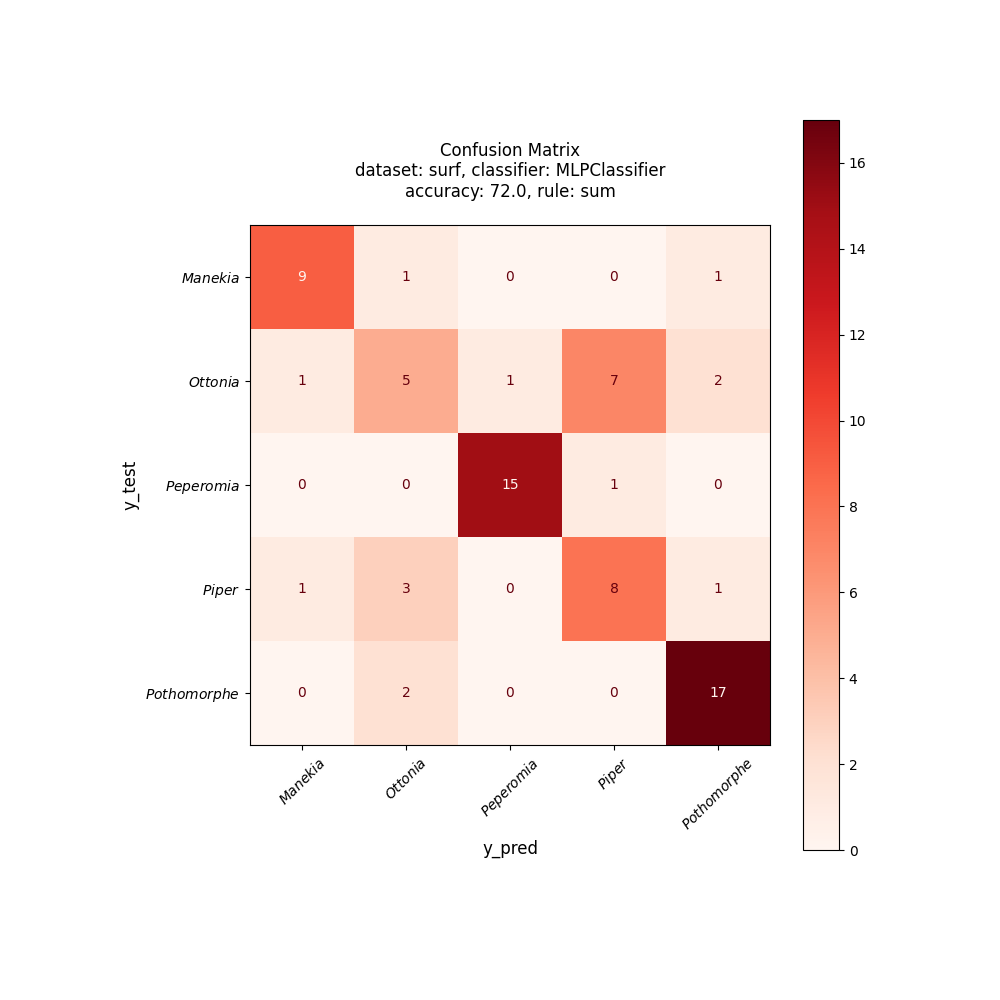 Confusion Matrix
dataset: surf, classifier: MLPClassifier
accuracy: 72.0, rule: sum
y_test
Manekia 9 1 0 0 1
Ottonia 1 5 1 7 2
Peperomia 0 0 15 1 0
Piper 1 3 0 8 1
Pothomorphe 0 2 0 0 17
Manekia Ottonia Peperomia Piper Pothomorphe
y_pred
16
14
12
10
8
6
4
2
0